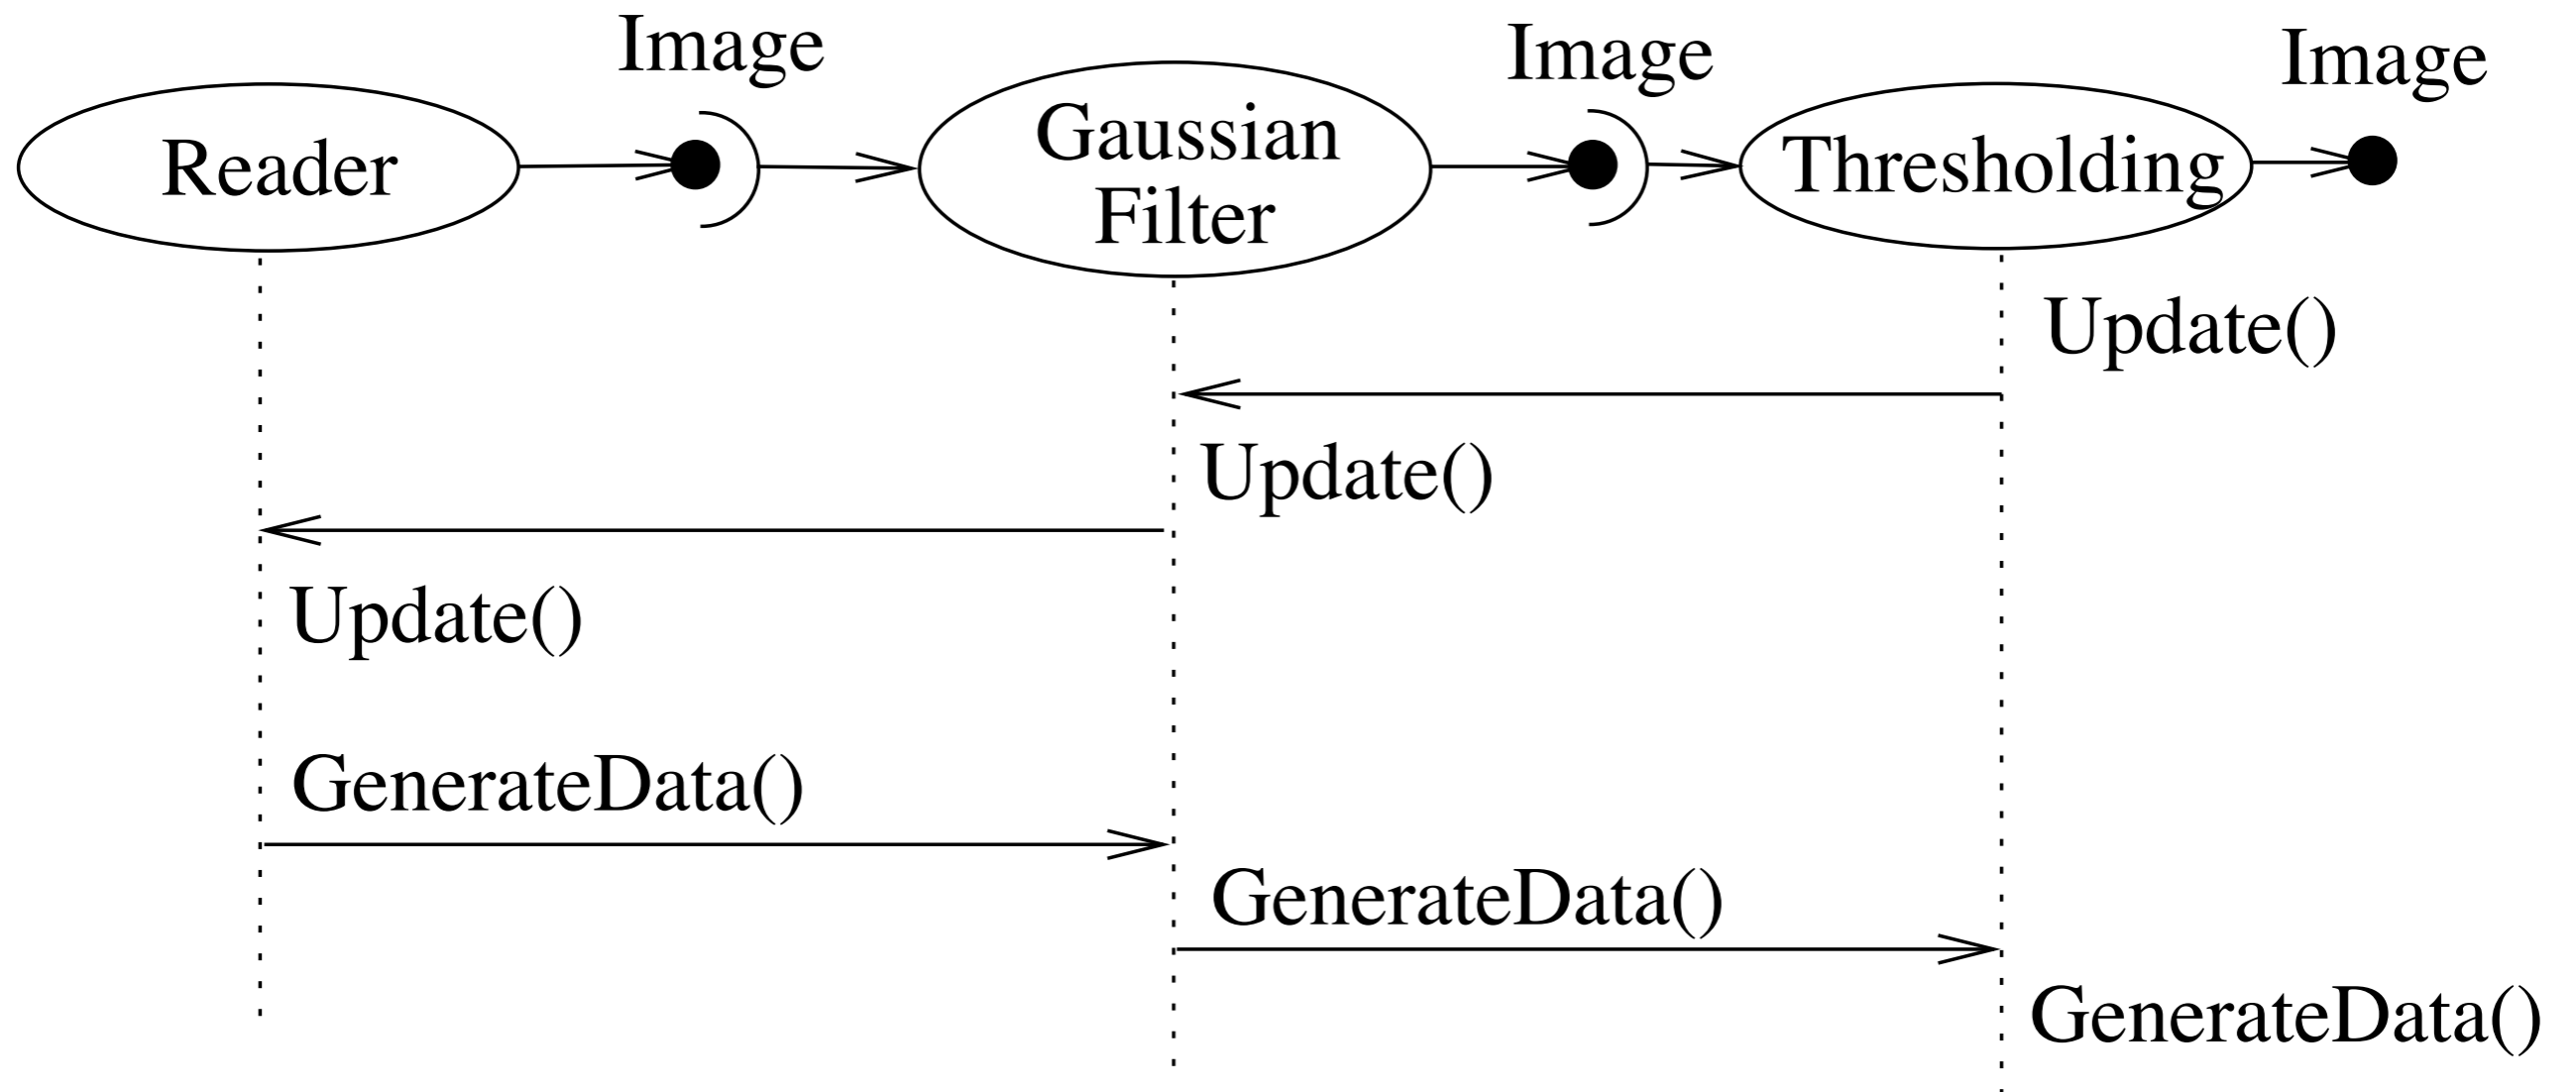 Image
Image
Image
Reader
Gaussian
Filter
Thresholding
Update()
Update()
Update()
GenerateData()
GenerateData()
GenerateData()